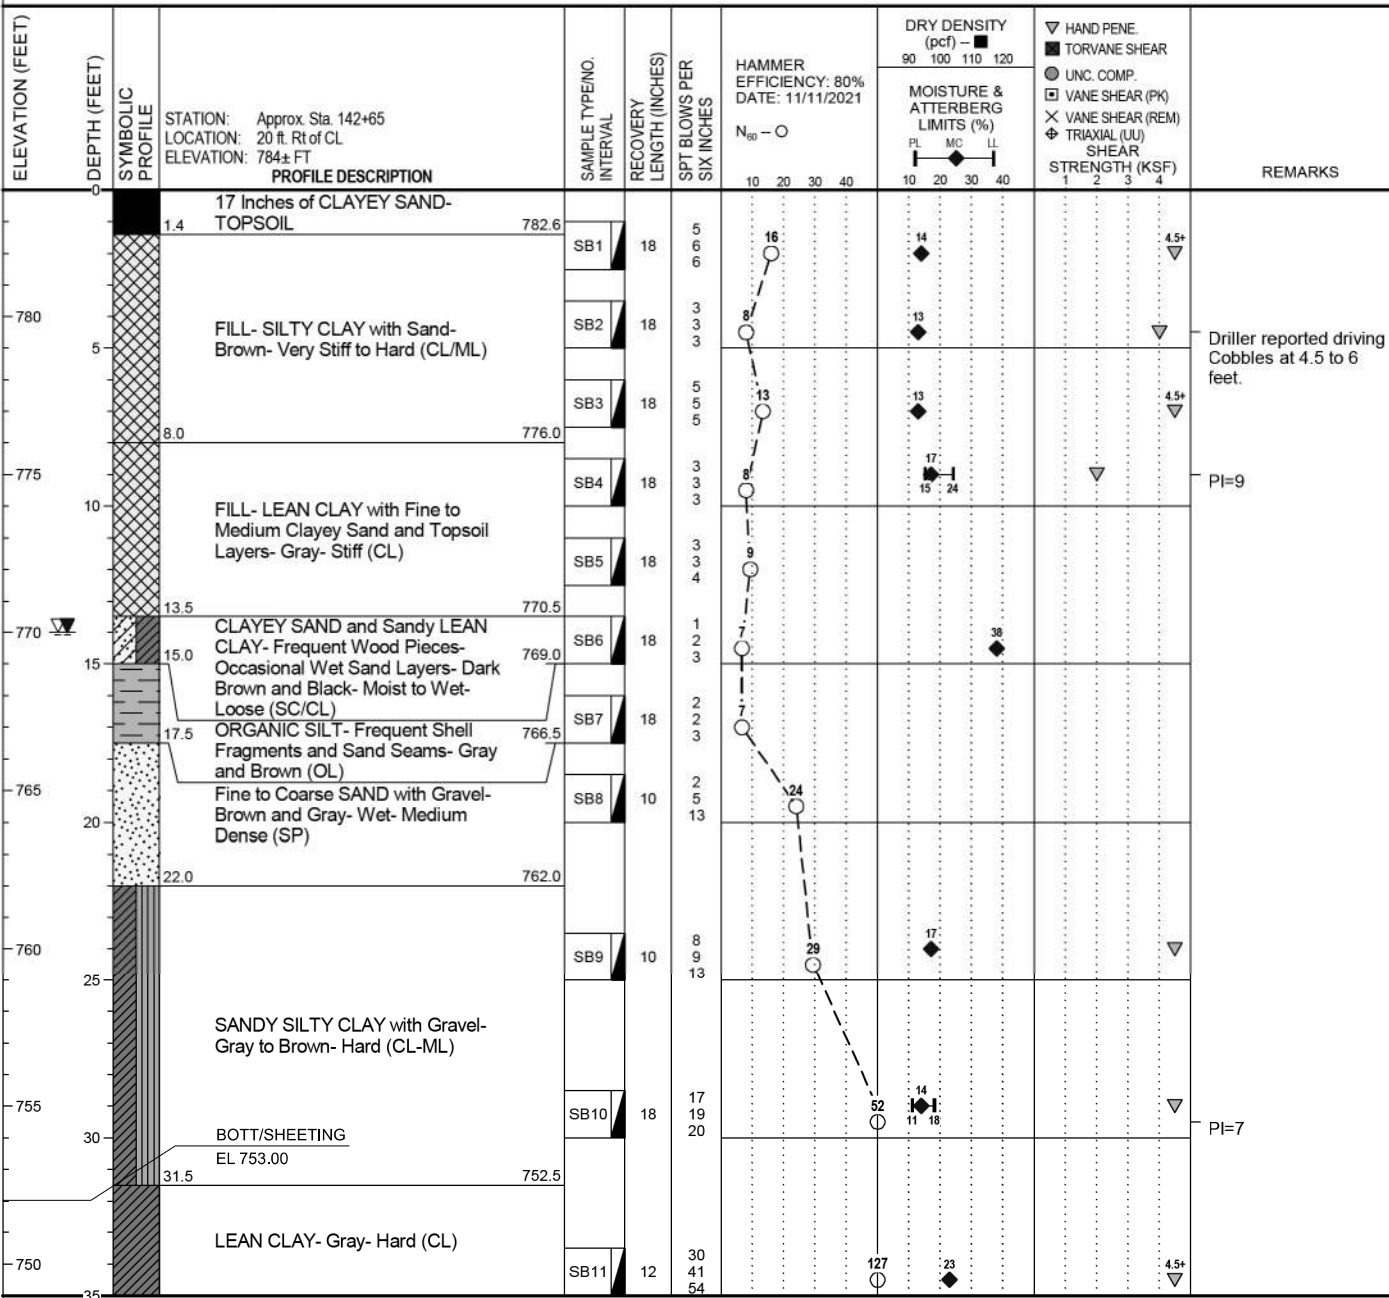 ELEVATION (FEET)
DEPTH (FEET)
SYMBOLIC
PROFILE
STATION: Approx. Sta. 142+65
LOCATION: 20 ft. Rt of CL
ELEVATION: 784± FT
PROFILE DESCRIPTION
SAMPLE TYPE/NO.
INTERVAL
RECOVERY
LENGTH (INCHES)
SPT BLOWS PER
SIX INCHES
HAMMER
EFFICIENCY: 80%
DATE: 11/11/2021
N60 -- O
10 20 30 40
DRY DENSITY
(pcf) -- ■
90 100 110 120
MOISTURE &
ATTERBERG
LIMITS (%)
PL MC LL
10 20 30 40
▼ HAND PENE.
TORVANE SHEAR
UNC. COMP.
VANE SHEAR (PK)
VANE SHEAR (REM)
TRIAXIAL (UU)
SHEAR
STRENGTH (KSF)
1 2 3 4
REMARKS
0
17 Inches of CLAYEY SAND-
TOPSOIL
1.4 782.6
SB1 18
5
6
6
16 14 4.5+
780
5
FILL- SILTY CLAY with Sand-
Brown- Very Stiff to Hard (CL/ML)
SB2 18
3
3
3
8 13
Driller reported driving
Cobbles at 4.5 to 6
feet.
SB3 18
5
5
5
13 13 4.5+
8.0 776.0
775
10
FILL- LEAN CLAY with Fine to
Medium Clayey Sand and Topsoil
Layers- Gray- Stiff (CL)
SB4 18
3
3
3
8 17
15 24
PI=9
SB5 18
3
3
4
9
13.5 770.5
770
15
CLAYEY SAND and Sandy LEAN
CLAY- Frequent Wood Pieces-
15.0 769.0
Occasional Wet Sand Layers- Dark
Brown and Black- Moist to Wet-
Loose (SC/CL)
SB6 18
1
2
3
7 38
17.5 766.5
ORGANIC SILT- Frequent Shell
Fragments and Sand Seams- Gray
and Brown (OL)
SB7 18
2
2
3
7
765
20
Fine to Coarse SAND with Gravel-
Brown and Gray- Wet- Medium
Dense (SP)
SB8 10
2
5
13
24
22.0 762.0
760
25
SB9 10
8
9
13
29 17
SANDY SILTY CLAY with Gravel-
Gray to Brown- Hard (CL-ML)
755
30
SB10 18
17
19
20
52 14
11 18
PI=7
BOTT/SHEETING
EL 753.00
31.5 752.5
LEAN CLAY- Gray- Hard (CL)
750
35
SB11 12
30
41
54
127 23 4.5+